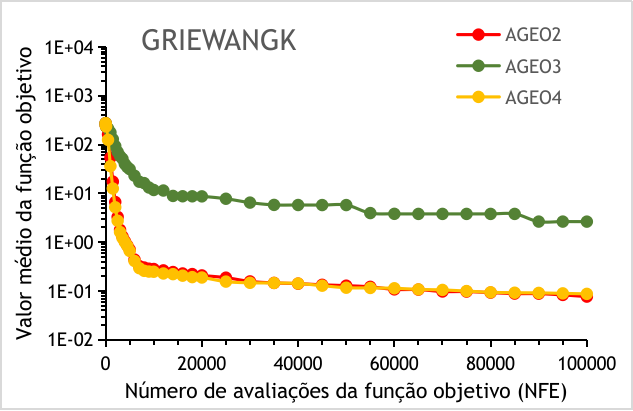 GRIEWANGK
AGEO2
AGEO3
AGEO4
Valor médio da função objetivo
1E+04
1E+03
1E+02
1E+01
1E+00
1E-01
1E-02
0 20000 40000 60000 80000 100000
Número de avaliações da função objetivo (NFE)